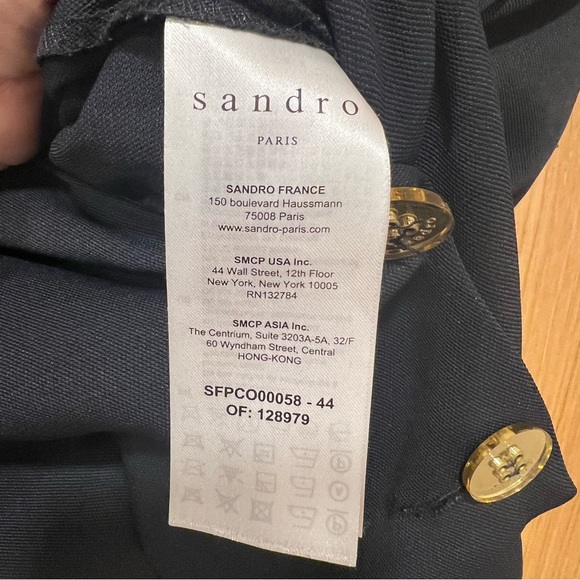 sandro
PARIS
SANDRO FRANCE
150 boulevard Haussmann
75008 Paris
www.sandro-paris.com
SMCP USA Inc.
44 Wall Street, 12th Floor
New York, New York 10005
RN132784
SMCP ASIA Inc.
The Centrium, Suite 3203A-5A, 32/F
60 Wyndham Street, Central
HONG-KONG
SFPCO00058 - 44
OF: 128979
sandro